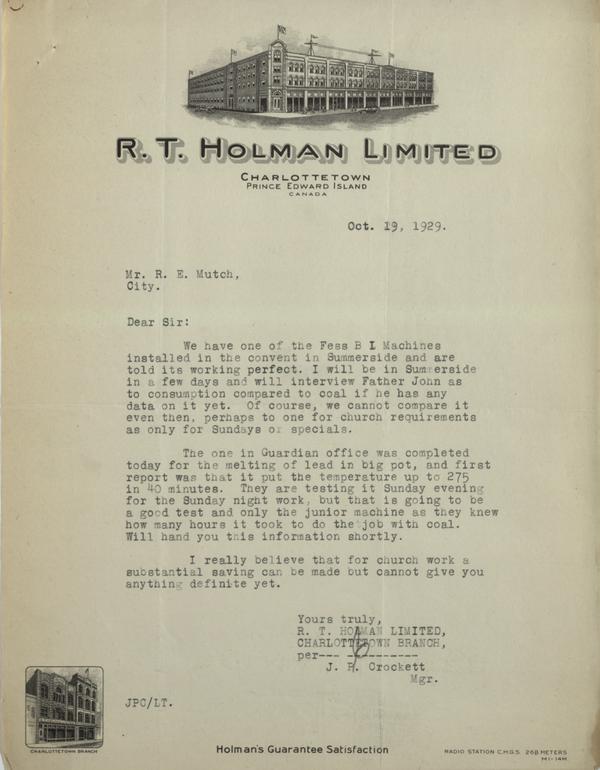 R. T. HOLMAN LIMITED
CHARLOTTETOWN
PRINCE EDWARD ISLAND
CANADA
Oct. 19, 1929.
Mr. R. E. Mutch,
City.
Dear Sir:
We have one of the Fess B I Machines
installed in the convent in Summerside and are
told its working perfect. I will be in Summerside
in a few days and will interview Father John as
to consumption compared to coal if he has any
data on it yet. Of course, we cannot compare it
even then, perhaps to one for church requirements
as only for Sundays or specials.
The one in Guardian office was completed
today for the melting of lead in big pot, and first
report was that it put the temperature up to 275
in 40 minutes. They are testing it Sunday evening
for the Sunday night work, but that is going to be
a good test and only the junior machine as they knew
how many hours it took to do the job with coal.
Will hand you this information shortly.
I really believe that for church work a
substantial saving can be made but cannot give you
anything definite yet.
Yours truly,
R. T. HOLMAN LIMITED,
CHARLOTTETOWN BRANCH,
per--- ----------
J. P. Crockett
Mgr.
JPC/LT.
CHARLOTTETOWN BRANCH
Holman's Guarantee Satisfaction
RADIO STATION C.H.G.S. 268 METERS
M1-14M